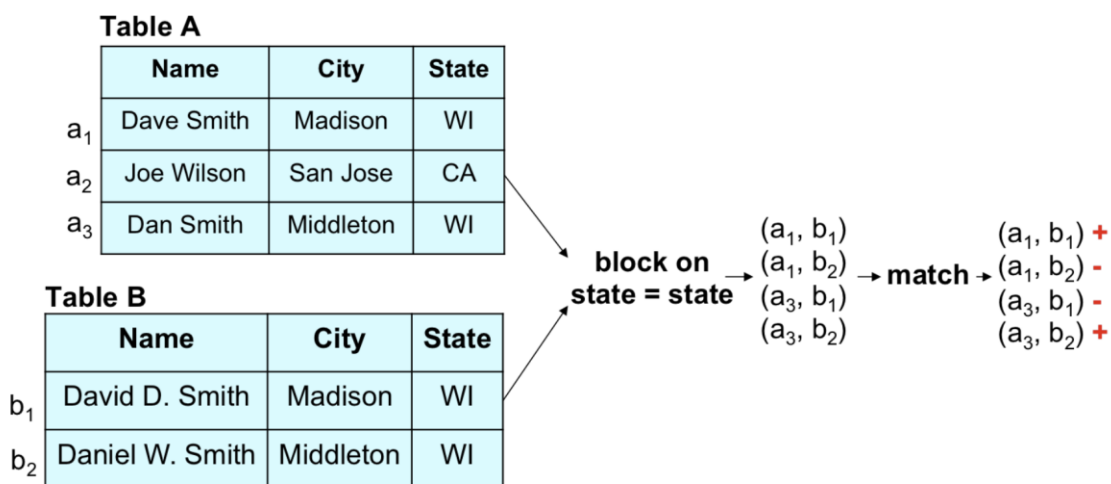 Table A
Name City State
a₁ Dave Smith Madison WI
a₂ Joe Wilson San Jose CA
a₃ Dan Smith Middleton WI
Table B
Name City State
b₁ David D. Smith Madison WI
b₂ Daniel W. Smith Middleton WI
block on
state = state
(a₁, b₁)
(a₁, b₂)
(a₃, b₁)
(a₃, b₂)
match
(a₁, b₁) +
(a₁, b₂) -
(a₃, b₁) -
(a₃, b₂) +